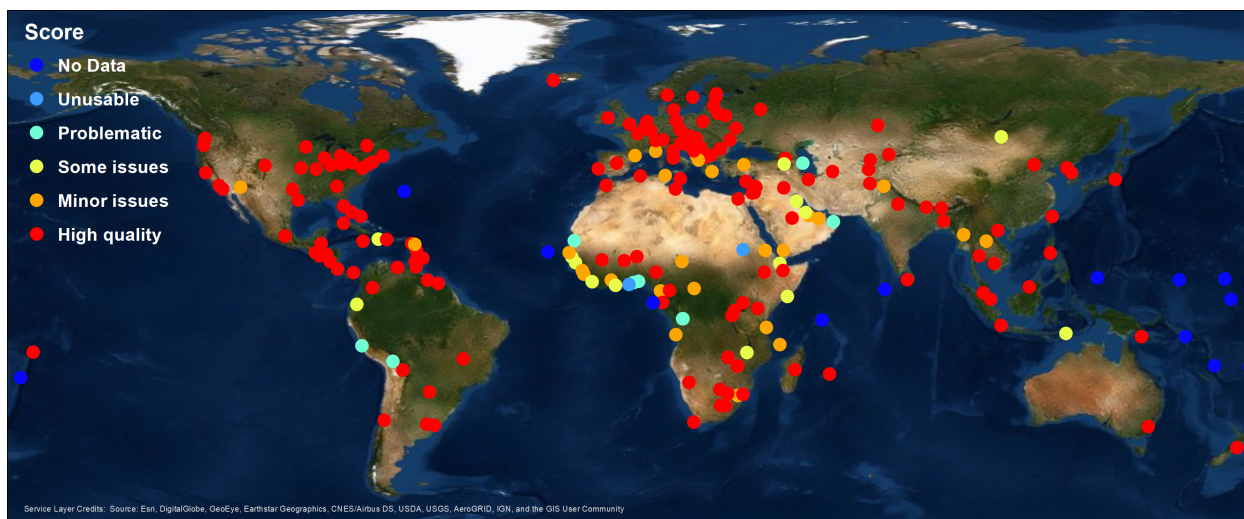 Score
No Data
Unusable
Problematic
Some issues
Minor issues
High quality
Service Layer Credits: Source: Esri, DigitalGlobe, GeoEye, Earthstar Geographics, CNES/Airbus DS, USDA, USGS, AeroGRID, IGN, and the GIS User Community